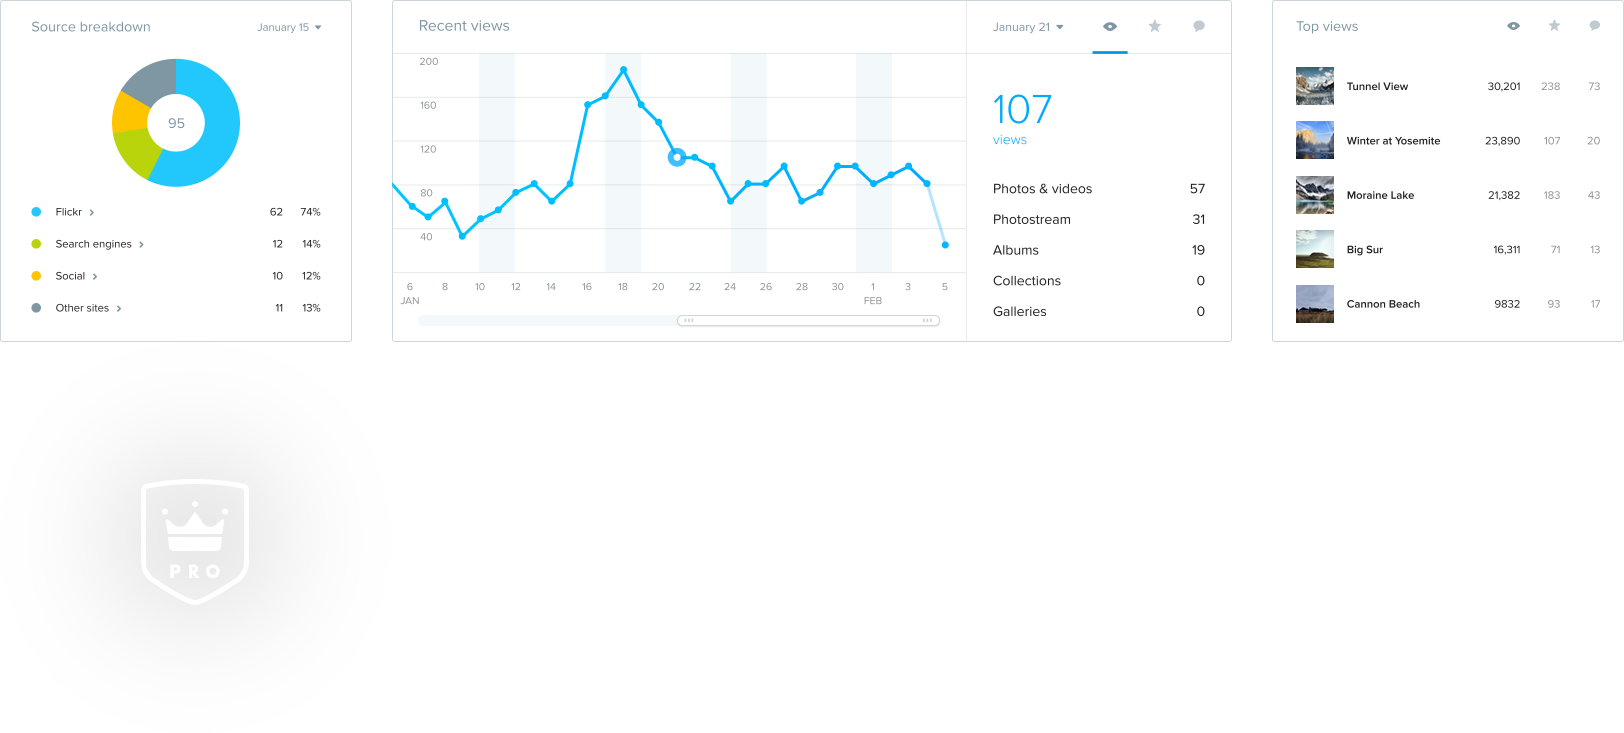 Source breakdown
January 15
95
Flickr 62 74%
Search engines 12 14%
Social 10 12%
Other sites 11 13%
Recent views
200
160
120
80
40
6 8 10 12 14 16 18 20 22 24 26 28 30 1 3 5
JAN FEB
January 21
107
views
Photos & videos 57
Photostream 31
Albums 19
Collections 0
Galleries 0
Top views
Tunnel View 30,201 238 73
Winter at Yosemite 23,890 107 20
Moraine Lake 21,382 183 43
Big Sur 16,311 71 13
Cannon Beach 9832 93 17
PRO